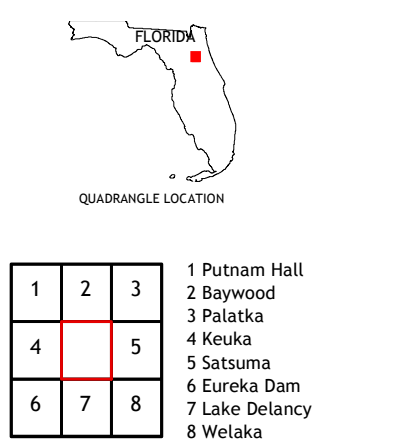 FLORIDA
QUADRANGLE LOCATION
1 2 3
4 5
6 7 8
1 Putnam Hall
2 Baywood
3 Palatka
4 Keuka
5 Satsuma
6 Eureka Dam
7 Lake Delancy
8 Welaka